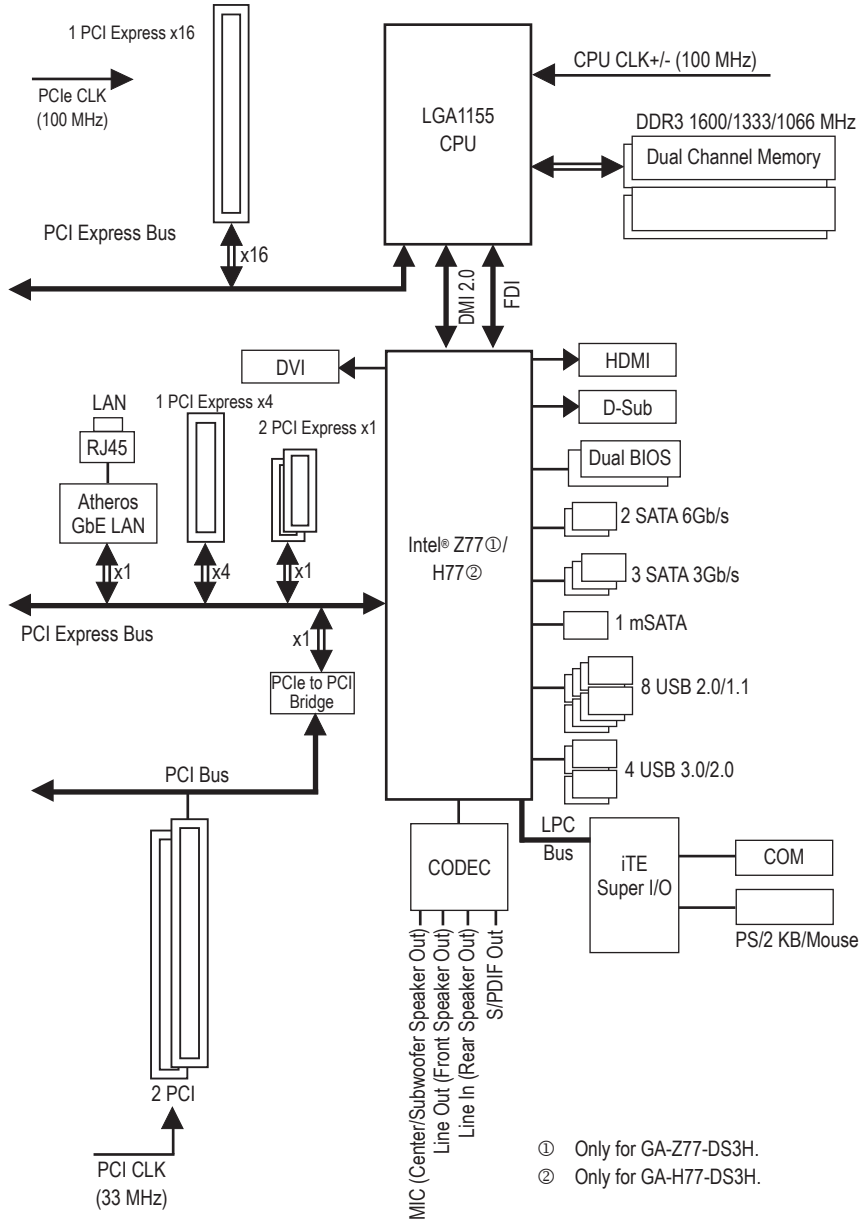 1 PCI Express x16
PCIe CLK
(100 MHz)
LGA1155
CPU
CPU CLK+/- (100 MHz)
DDR3 1600/1333/1066 MHz
Dual Channel Memory
PCI Express Bus
x16
DMI 2.0
FDI
DVI
HDMI
D-Sub
Dual BIOS
2 SATA 6Gb/s
3 SATA 3Gb/s
1 mSATA
8 USB 2.0/1.1
4 USB 3.0/2.0
Intel® Z77①/
H77②
LAN
RJ45
Atheros
GbE LAN
1 PCI Express x4
2 PCI Express x1
x1
x4
x1
PCI Express Bus
x1
PCIe to PCI
Bridge
PCI Bus
2 PCI
PCI CLK
(33 MHz)
CODEC
MIC (Center/Subwoofer Speaker Out)
Line Out (Front Speaker Out)
Line In (Rear Speaker Out)
S/PDIF Out
LPC
Bus
iTE
Super I/O
COM
PS/2 KB/Mouse
① Only for GA-Z77-DS3H.
② Only for GA-H77-DS3H.